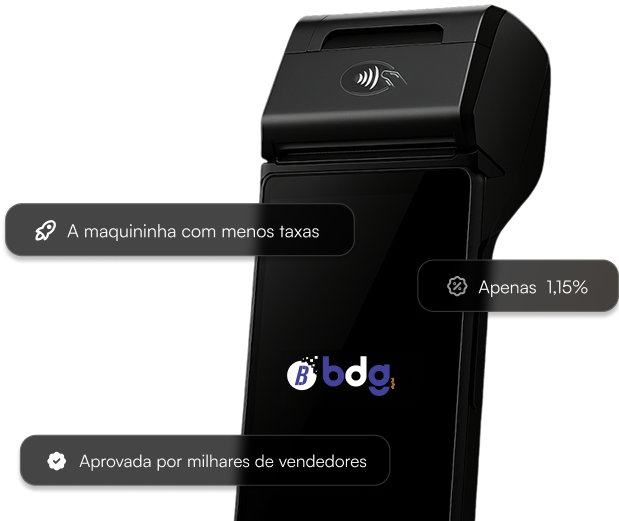 A maquininha com menos taxas
Apenas 1,15%
B bdg
Aprovada por milhares de vendedores